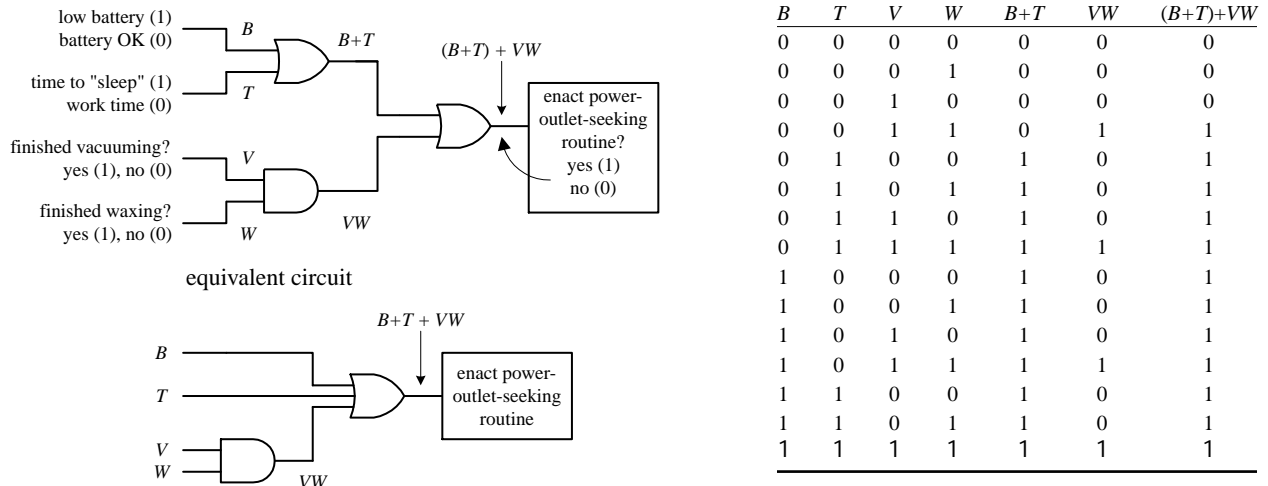 low battery (1)
battery OK (0)
B
B+T
(B+T) + VW
time to "sleep" (1)
work time (0)
T
enact power-
outlet-seeking
routine?
yes (1)
no (0)
finished vacuuming?
yes (1), no (0)
V
finished waxing?
yes (1), no (0)
W
VW
equivalent circuit
B+T + VW
B
T
V
W
VW
enact power-
outlet-seeking
routine
B T V W B+T VW (B+T)+VW
0 0 0 0 0 0 0
0 0 0 1 0 0 0
0 0 1 0 0 0 0
0 0 1 1 0 1 1
0 1 0 0 1 0 1
0 1 0 1 1 0 1
0 1 1 0 1 0 1
0 1 1 1 1 1 1
1 0 0 0 1 0 1
1 0 0 1 1 0 1
1 0 1 0 1 0 1
1 0 1 1 1 1 1
1 1 0 0 1 0 1
1 1 0 1 1 0 1
1 1 1 1 1 1 1